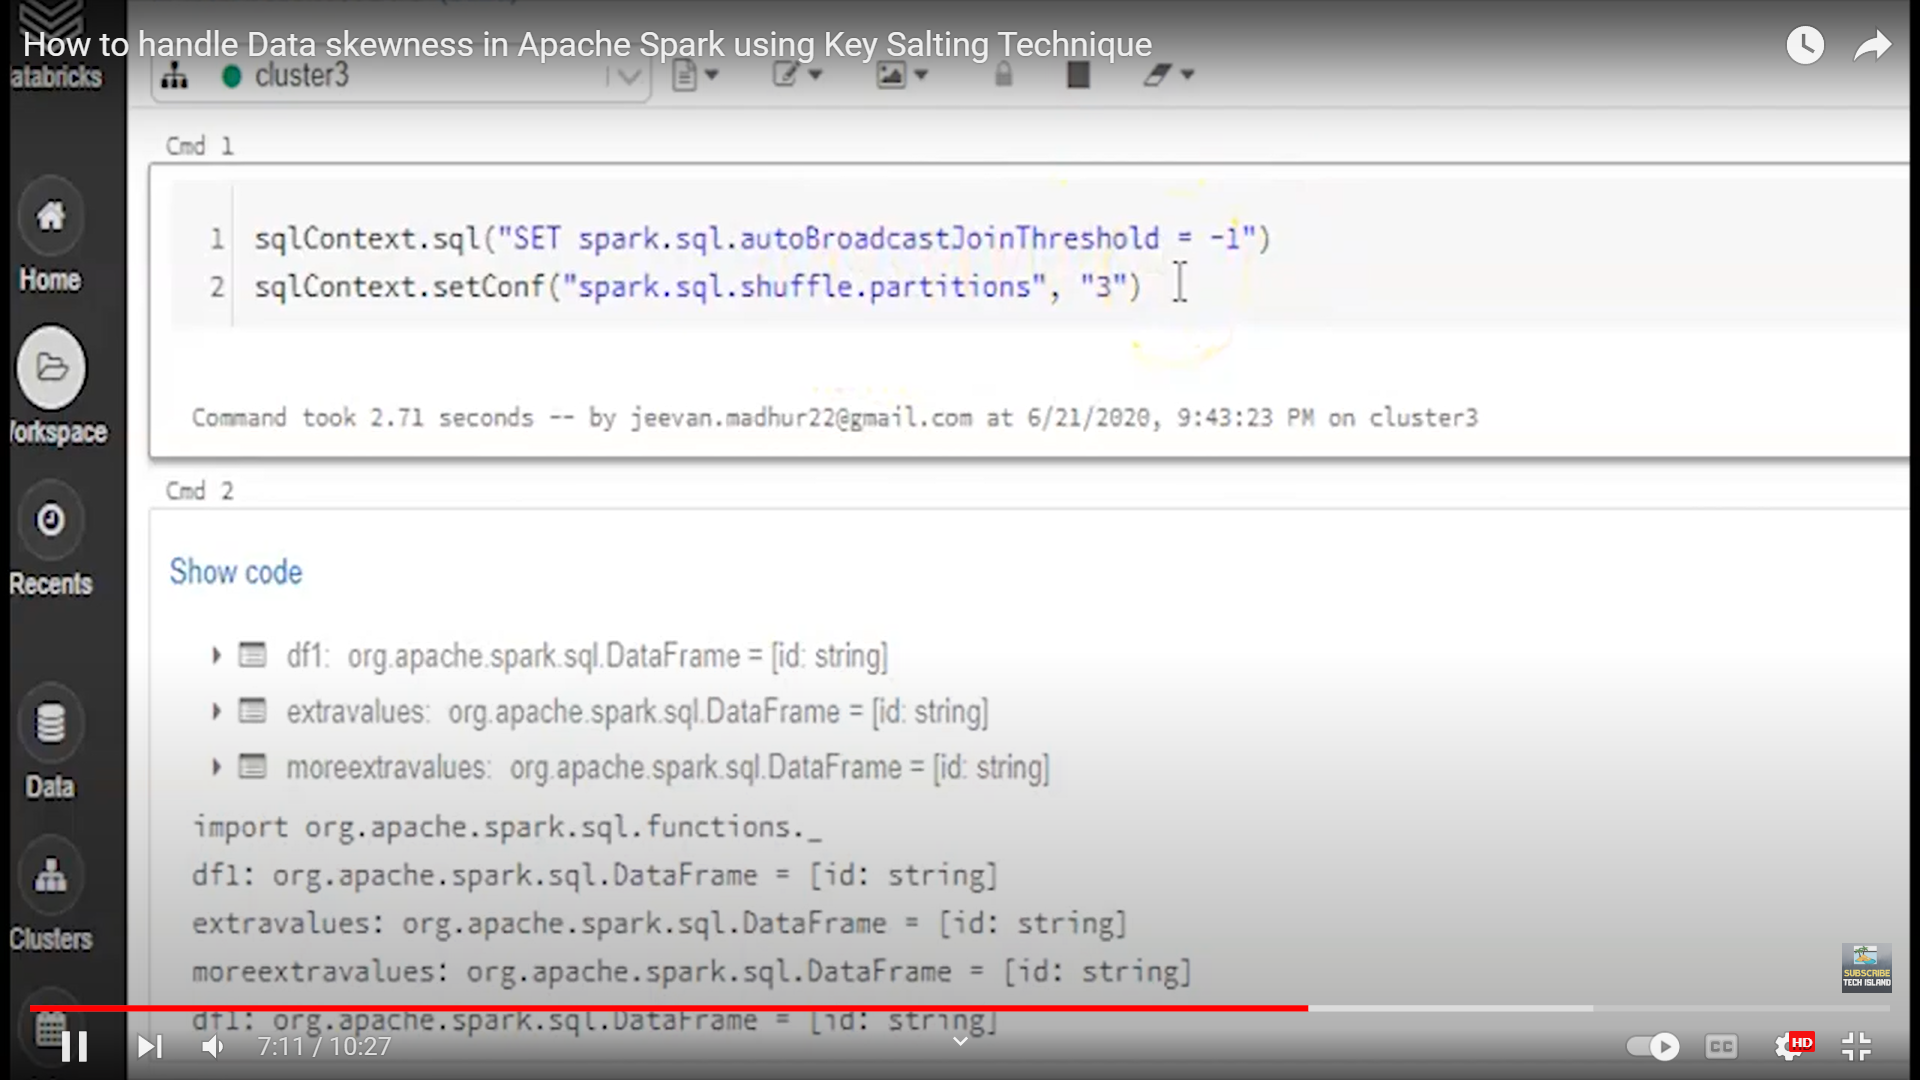 How to handle Data skewness in Apache Spark using Key Salting Technique
atabricks
cluster3
Cmd 1
1 sqlContext.sql("SET spark.sql.autoBroadcastJoinThreshold = -1")
2 sqlContext.setConf("spark.sql.shuffle.partitions", "3")
Command took 2.71 seconds -- by jeevan.madhur22@gmail.com at 6/21/2020, 9:43:23 PM on cluster3
Cmd 2
Show code
df1: org.apache.spark.sql.DataFrame = [id: string]
extravalues: org.apache.spark.sql.DataFrame = [id: string]
moreextravalues: org.apache.spark.sql.DataFrame = [id: string]
import org.apache.spark.sql.functions._
df1: org.apache.spark.sql.DataFrame = [id: string]
extravalues: org.apache.spark.sql.DataFrame = [id: string]
moreextravalues: org.apache.spark.sql.DataFrame = [id: string]
df1: org.apache.spark.sql.DataFrame = [id: string]
Home
Workspace
Recents
Data
Clusters
SUBSCRIBE
TECH ISLAND
7:11 / 10:27
CC
HD